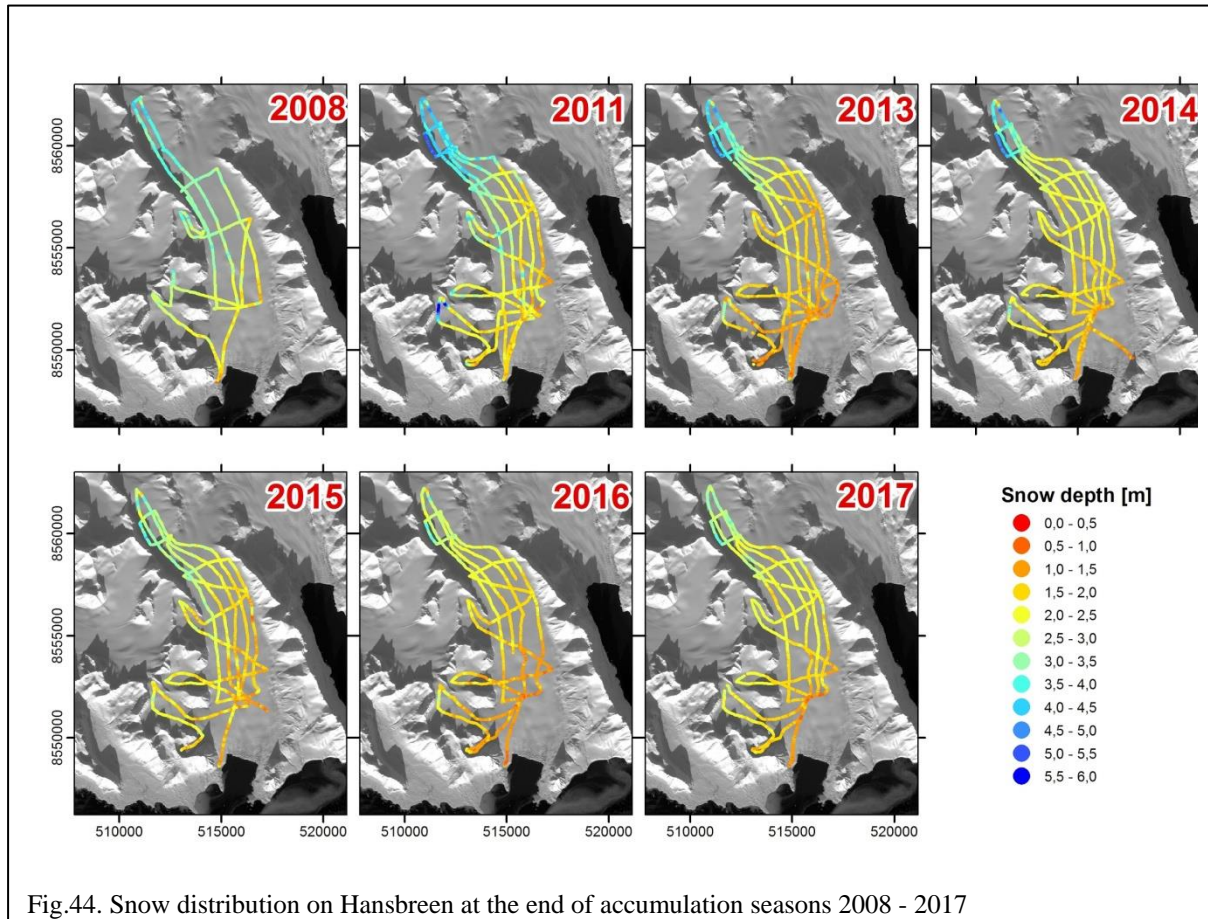 2008
2011
2013
2014
8560000
8555000
8550000
2015
2016
2017
8560000
8555000
8550000
510000 515000 520000 510000 515000 520000 510000 515000 520000
Snow depth [m]
0,0 - 0,5
0,5 - 1,0
1,0 - 1,5
1,5 - 2,0
2,0 - 2,5
2,5 - 3,0
3,0 - 3,5
3,5 - 4,0
4,0 - 4,5
4,5 - 5,0
5,0 - 5,5
5,5 - 6,0
Fig.44. Snow distribution on Hansbreen at the end of accumulation seasons 2008 - 2017